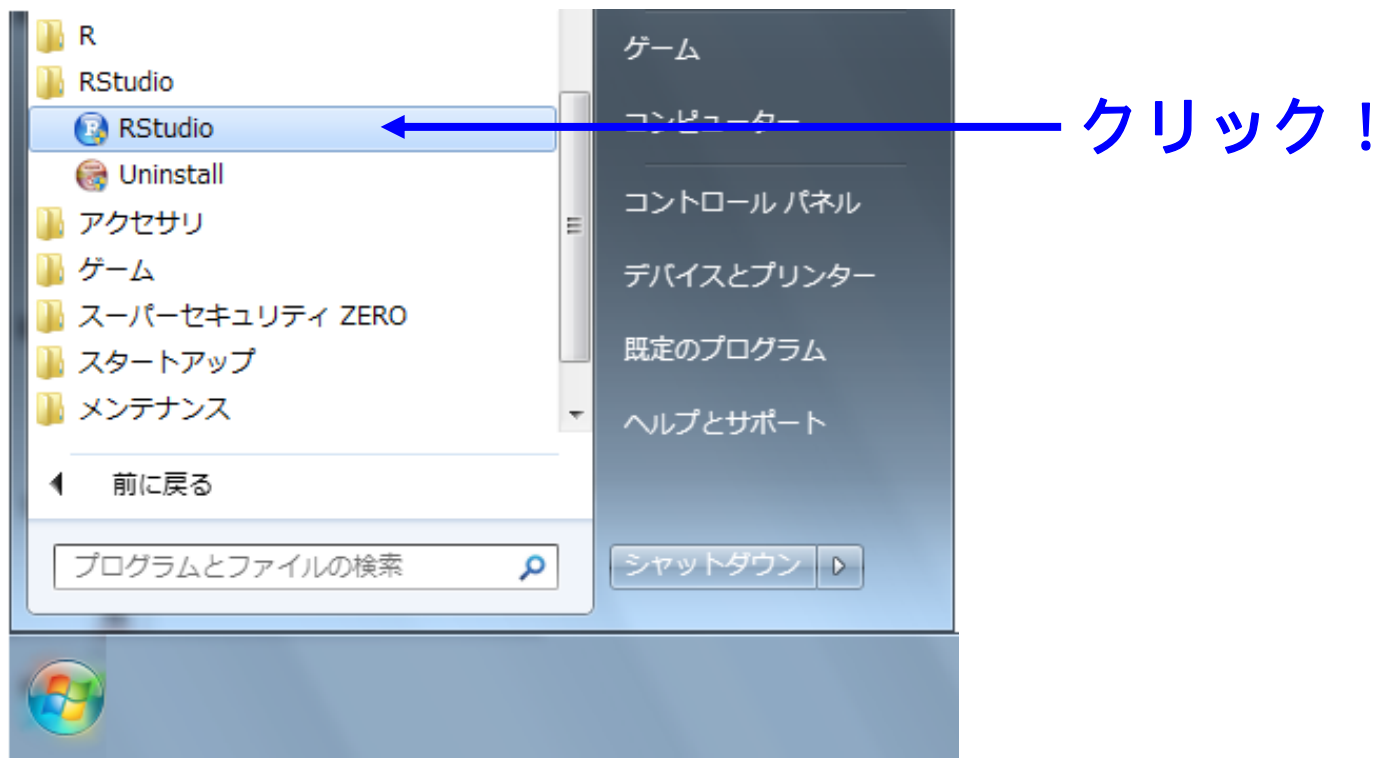 R
RStudio
RStudio
Uninstall
アクセサリ
ゲーム
スーパーセキュリティ ZERO
スタートアップ
メンテナンス
前に戻る
プログラムとファイルの検索
ゲーム
コンピューター
コントロール パネル
デバイスとプリンター
既定のプログラム
ヘルプとサポート
シャットダウン
クリック！